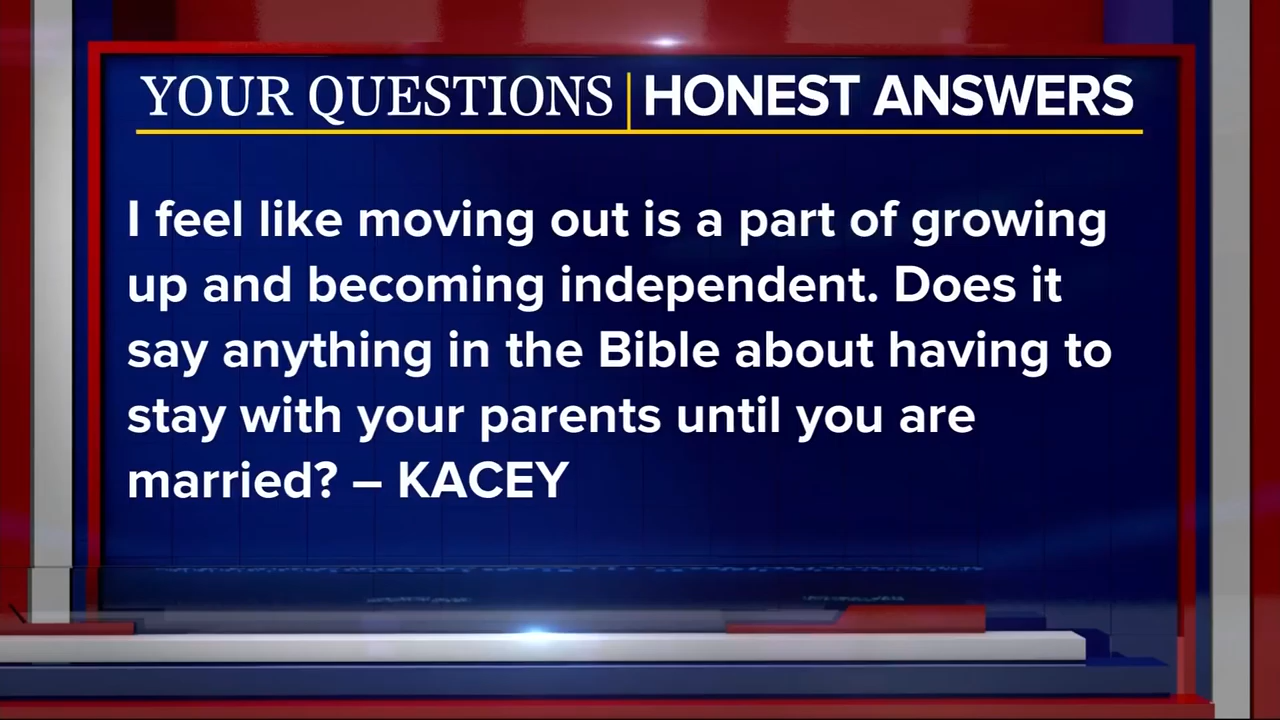 YOUR QUESTIONS | HONEST ANSWERS
I feel like moving out is a part of growing
up and becoming independent. Does it
say anything in the Bible about having to
stay with your parents until you are
married? – KACEY